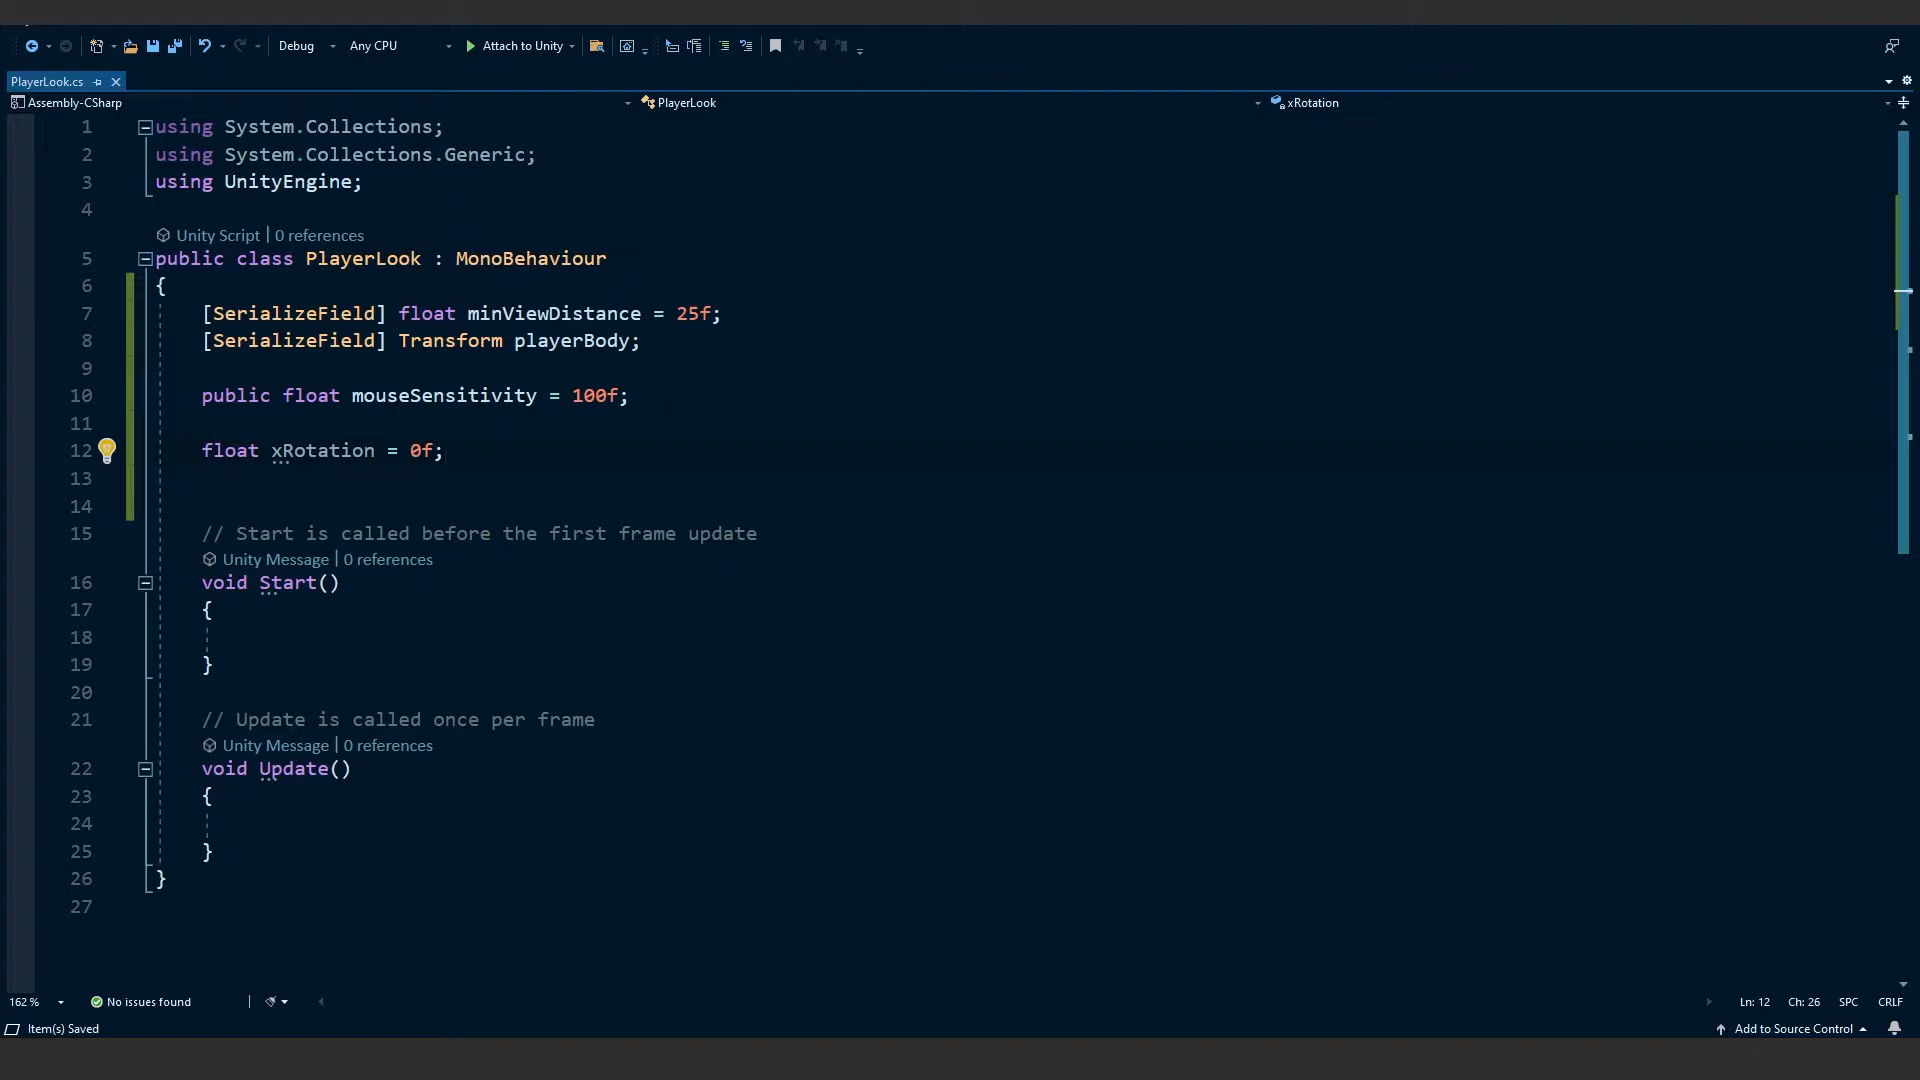 Debug Any CPU Attach to Unity
PlayerLook.cs
Assembly-CSharp PlayerLook xRotation
1 using System.Collections;
2 using System.Collections.Generic;
3 using UnityEngine;
4
Unity Script | 0 references
5 public class PlayerLook : MonoBehaviour
6 {
7 [SerializeField] float minViewDistance = 25f;
8 [SerializeField] Transform playerBody;
9
10 public float mouseSensitivity = 100f;
11
12 float xRotation = 0f;
13
14
15 // Start is called before the first frame update
Unity Message | 0 references
16 void Start()
17 {
18
19 }
20
21 // Update is called once per frame
Unity Message | 0 references
22 void Update()
23 {
24
25 }
26 }
27
162 % No issues found Ln: 12 Ch: 26 SPC CRLF
Item(s) Saved Add to Source Control